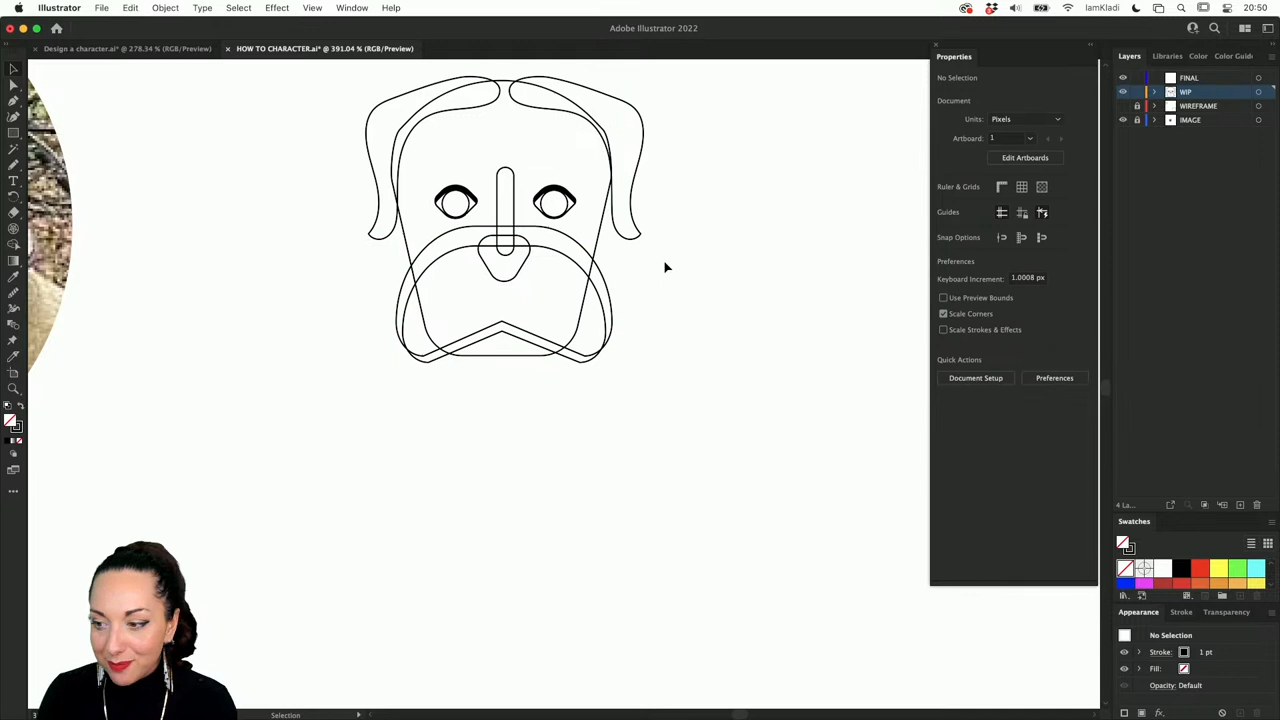 Illustrator File Edit Object Type Select Effect View Window Help IamKladi 20:50
Adobe Illustrator 2022
Design a character.ai* @ 278.34 % (RGB/Preview) HOW TO CHARACTER.ai* @ 391.04 % (RGB/Preview)
Properties
No Selection
Document
Units: Pixels
Artboard: 1
Edit Artboards
Ruler & Grids
Guides
Snap Options
Preferences
Keyboard Increment: 1.0008 px
Use Preview Bounds
Scale Corners
Scale Strokes & Effects
Quick Actions
Document Setup Preferences
Layers Libraries Color Color Guide
FINAL
WIP
WIREFRAME
IMAGE
4 La...
Swatches
Appearance Stroke Transparency
No Selection
Stroke: 1 pt
Fill:
Opacity: Default
Selection